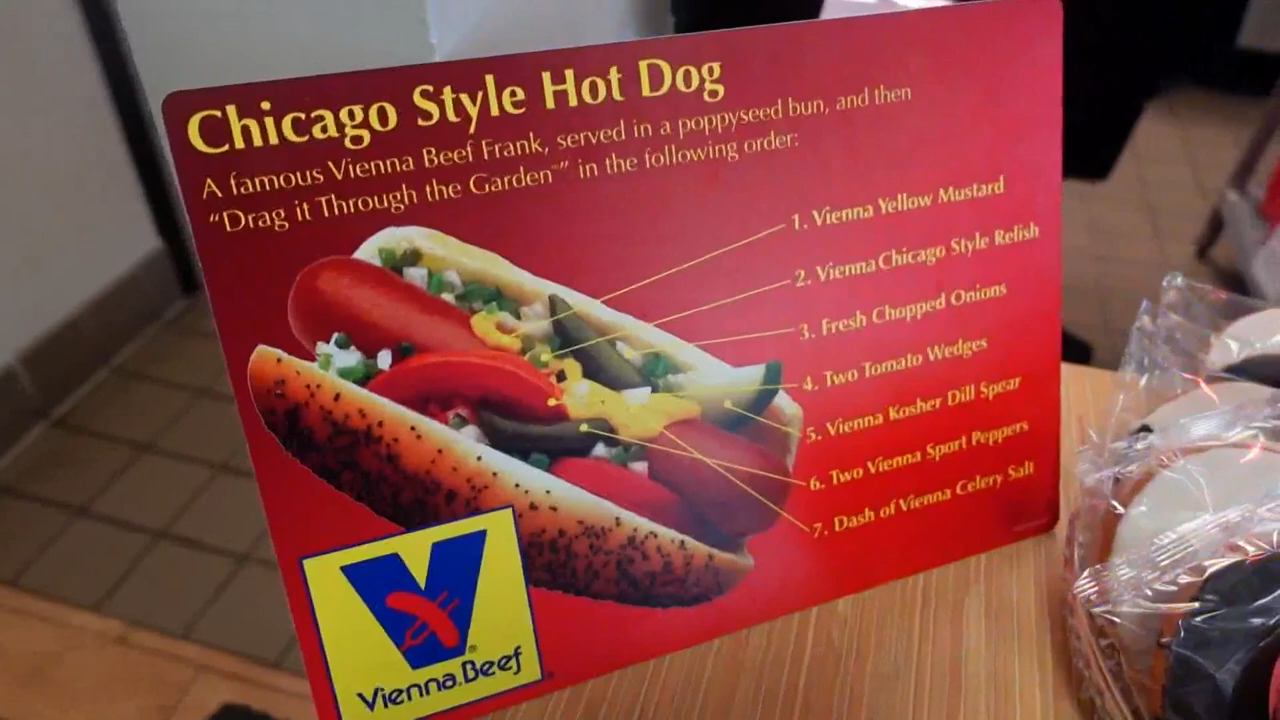 Chicago Style Hot Dog
A famous Vienna Beef Frank, served in a poppyseed bun, and then
“Drag it Through the Garden™” in the following order:
1. Vienna Yellow Mustard
2. Vienna Chicago Style Relish
3. Fresh Chopped Onions
4. Two Tomato Wedges
5. Vienna Kosher Dill Spear
6. Two Vienna Sport Peppers
7. Dash of Vienna Celery Salt
V
®
Vienna Beef